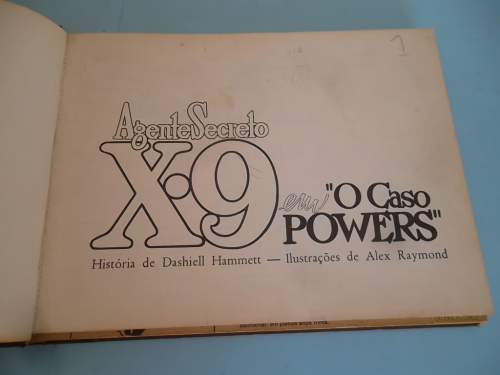 1
Agente Secreto
X-9 em "O Caso
POWERS"
História de Dashiell Hammett — Ilustrações de Alex Raymond